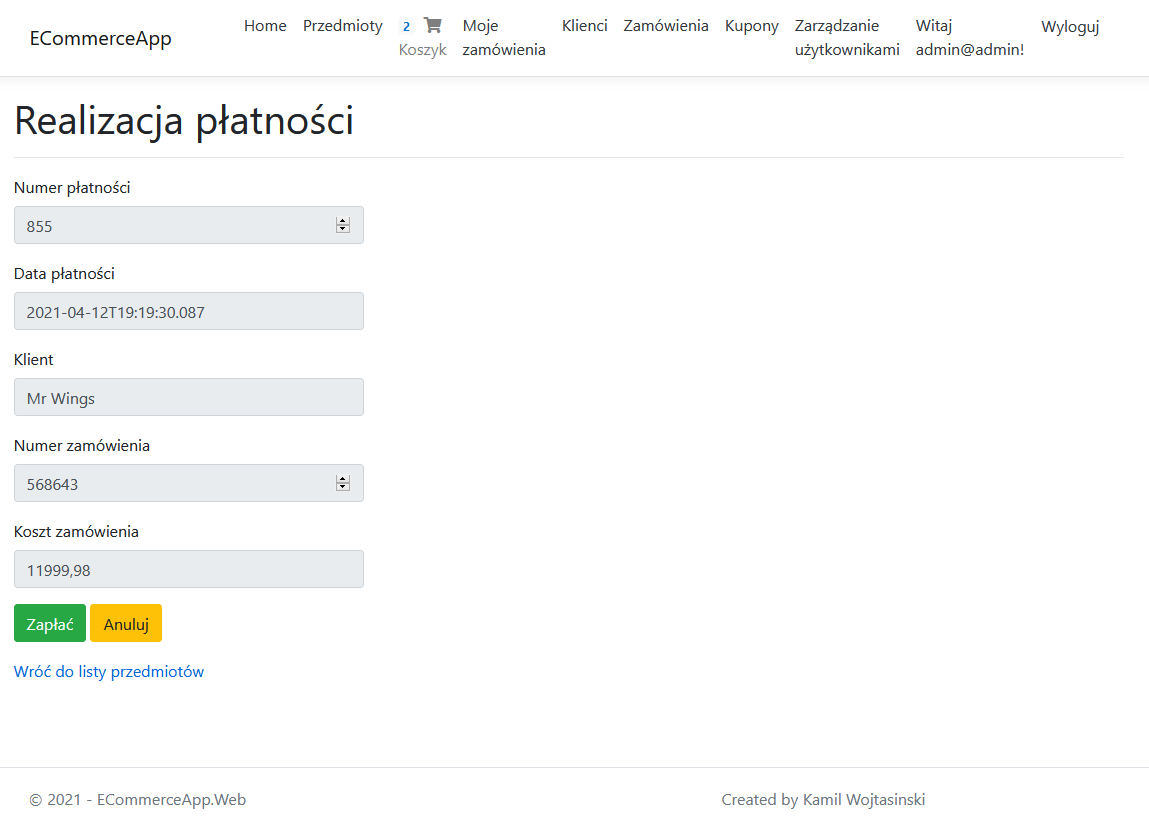 ECommerceApp
Home
Przedmioty
2
Koszyk
Moje
zamówienia
Klienci
Zamówienia
Kupony
Zarządzanie
użytkownikami
Witaj
admin@admin!
Wyloguj
Realizacja płatności
Numer płatności
855
Data płatności
2021-04-12T19:19:30.087
Klient
Mr Wings
Numer zamówienia
568643
Koszt zamówienia
11999,98
Zapłać Anuluj
Wróć do listy przedmiotów
© 2021 - ECommerceApp.Web
Created by Kamil Wojtasinski